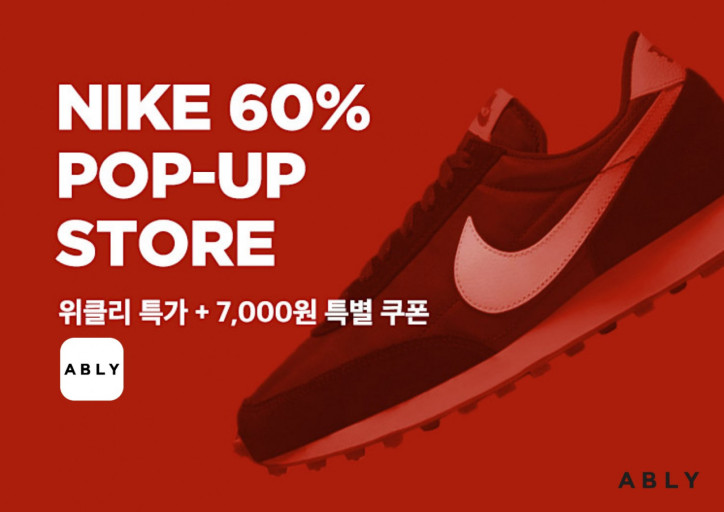 NIKE 60%
POP-UP
STORE
위클리 특가 + 7,000원 특별 쿠폰
ABLY
ABLY